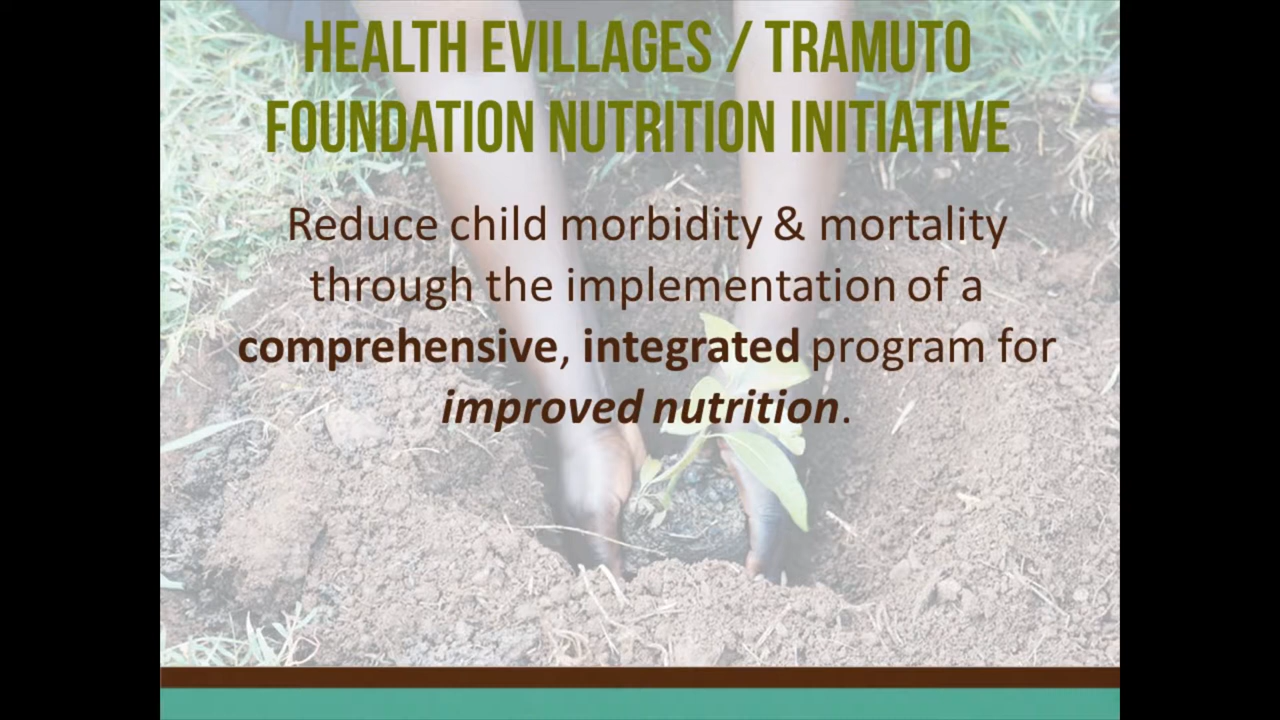 HEALTH EVILLAGES / TRAMUTO
FOUNDATION NUTRITION INITIATIVE
Reduce child morbidity & mortality
through the implementation of a
comprehensive, integrated program for
improved nutrition.